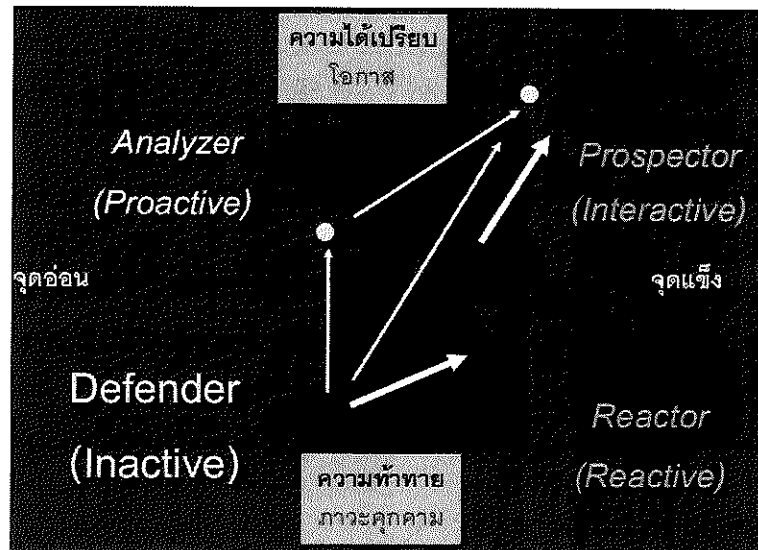 ความได้เปรียบ
โอกาส
Analyzer
(Proactive)
Prospector
(Interactive)
จุดอ่อน
จุดแข็ง
Defender
(Inactive)
Reactor
(Reactive)
ความท้าทาย
ภาวะคุกคาม